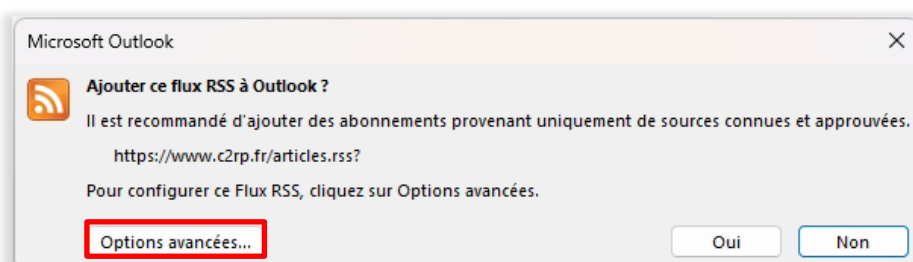 Microsoft Outlook
Ajouter ce flux RSS à Outlook ?
Il est recommandé d'ajouter des abonnements provenant uniquement de sources connues et approuvées.
https://www.c2rp.fr/articles.rss?
Pour configurer ce Flux RSS, cliquez sur Options avancées.
Options avancées... Oui Non